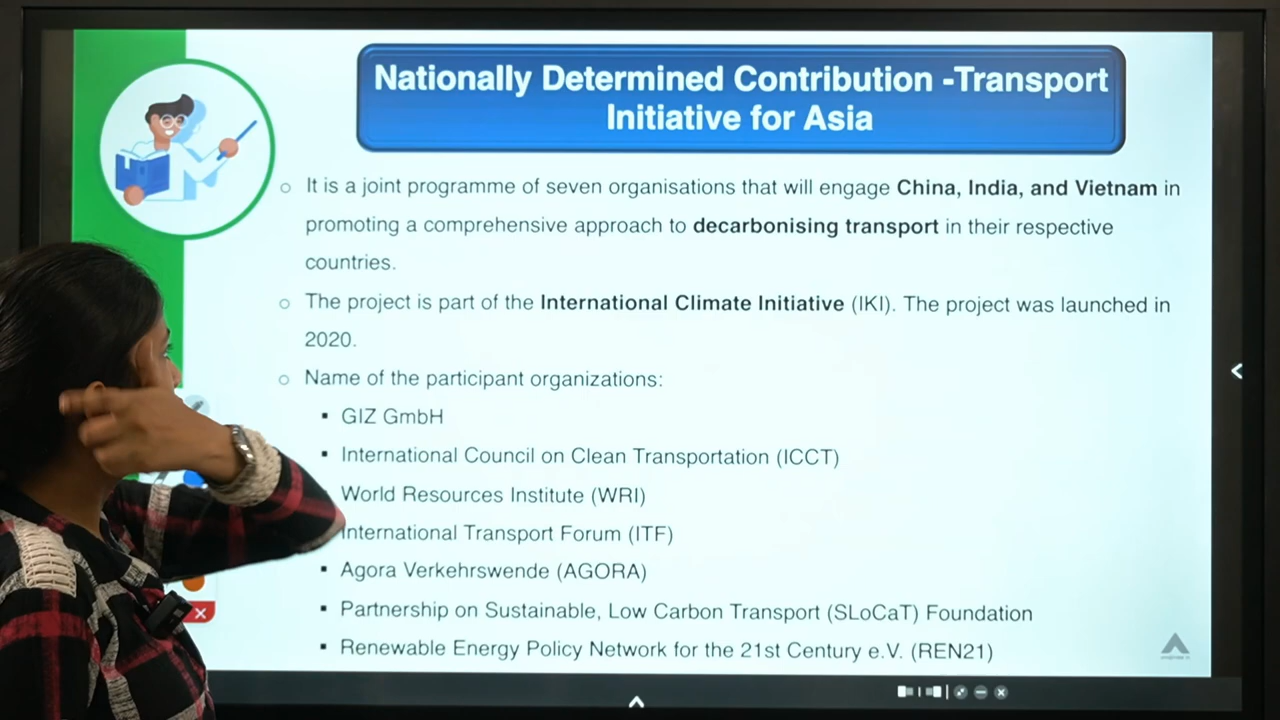 Nationally Determined Contribution -Transport
Initiative for Asia
It is a joint programme of seven organisations that will engage China, India, and Vietnam in
promoting a comprehensive approach to decarbonising transport in their respective
countries.
The project is part of the International Climate Initiative (IKI). The project was launched in
2020.
Name of the participant organizations:
GIZ GmbH
International Council on Clean Transportation (ICCT)
World Resources Institute (WRI)
International Transport Forum (ITF)
Agora Verkehrswende (AGORA)
Partnership on Sustainable, Low Carbon Transport (SLoCaT) Foundation
Renewable Energy Policy Network for the 21st Century e.V. (REN21)